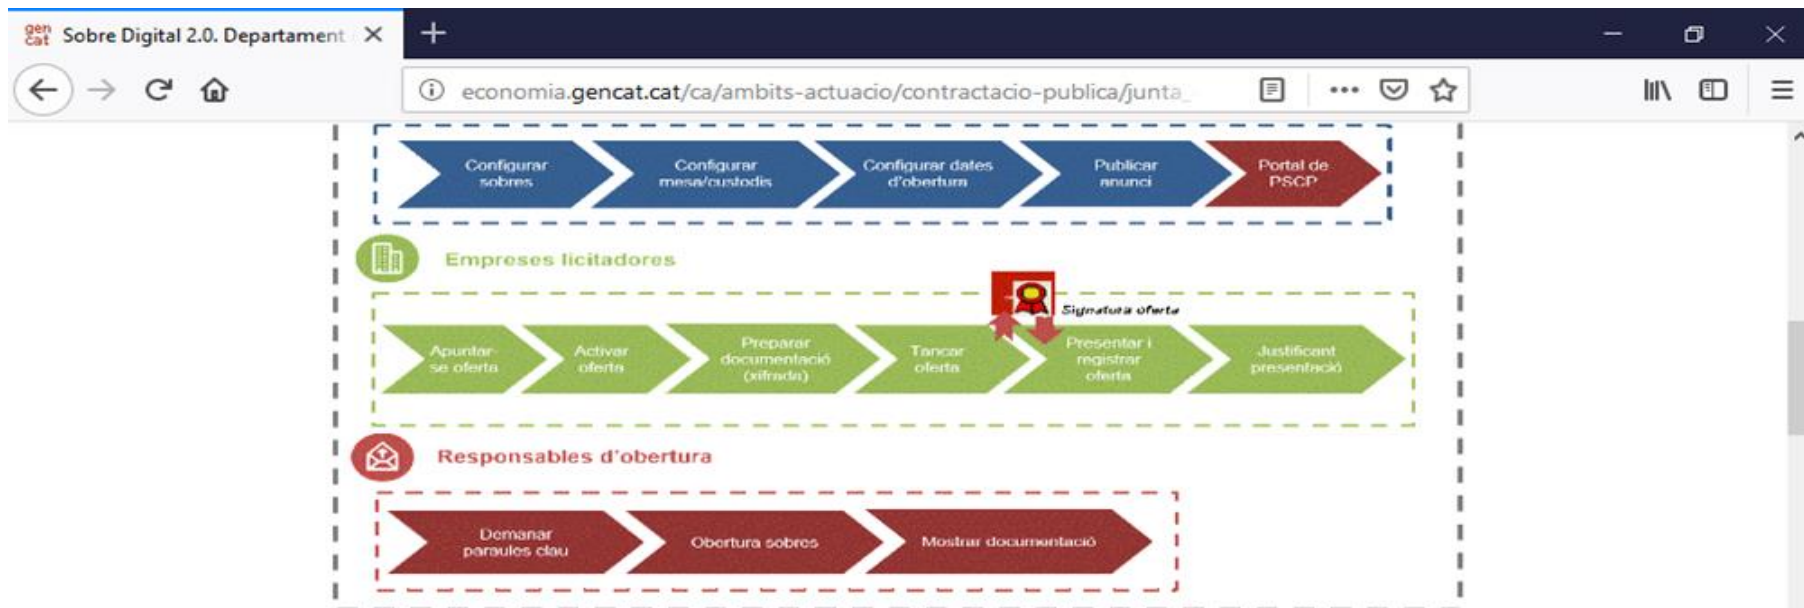 gencat
Sobre Digital 2.0. Departament
economia.gencat.cat/ca/ambits-actuacio/contractacio-publica/junta_
Configurar
sobres
Configurar
mesa/custodis
Configurar dates
d'obertura
Publicar
anunci
Portal de
PSCP
Empreses licitadores
Signatura oferta
Apuntar-
se oferta
Activar
oferta
Preparar
documentació
(xifrada)
Tancar
oferta
Presentar i
registrar
oferta
Justificant
presentació
Responsables d'obertura
Demanar
paraules clau
Obertura sobres
Mostrar documentació